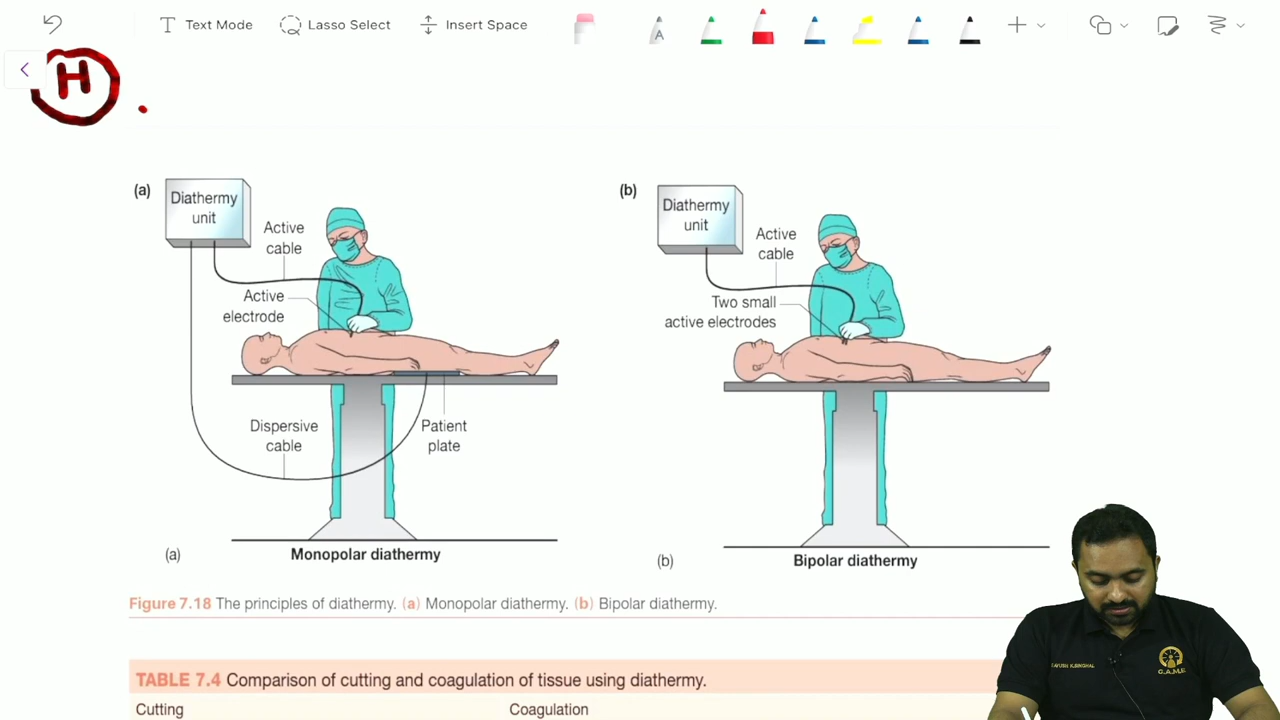 Text Mode
Lasso Select
Insert Space
A
H
(a)
Diathermy
unit
Active
cable
Active
electrode
Dispersive
cable
Patient
plate
(a)
Monopolar diathermy
(b)
Diathermy
unit
Active
cable
Two small
active electrodes
(b)
Bipolar diathermy
Figure 7.18 The principles of diathermy. (a) Monopolar diathermy. (b) Bipolar diathermy.
TABLE 7.4 Comparison of cutting and coagulation of tissue using diathermy.
Cutting
Coagulation
C.A.M.E